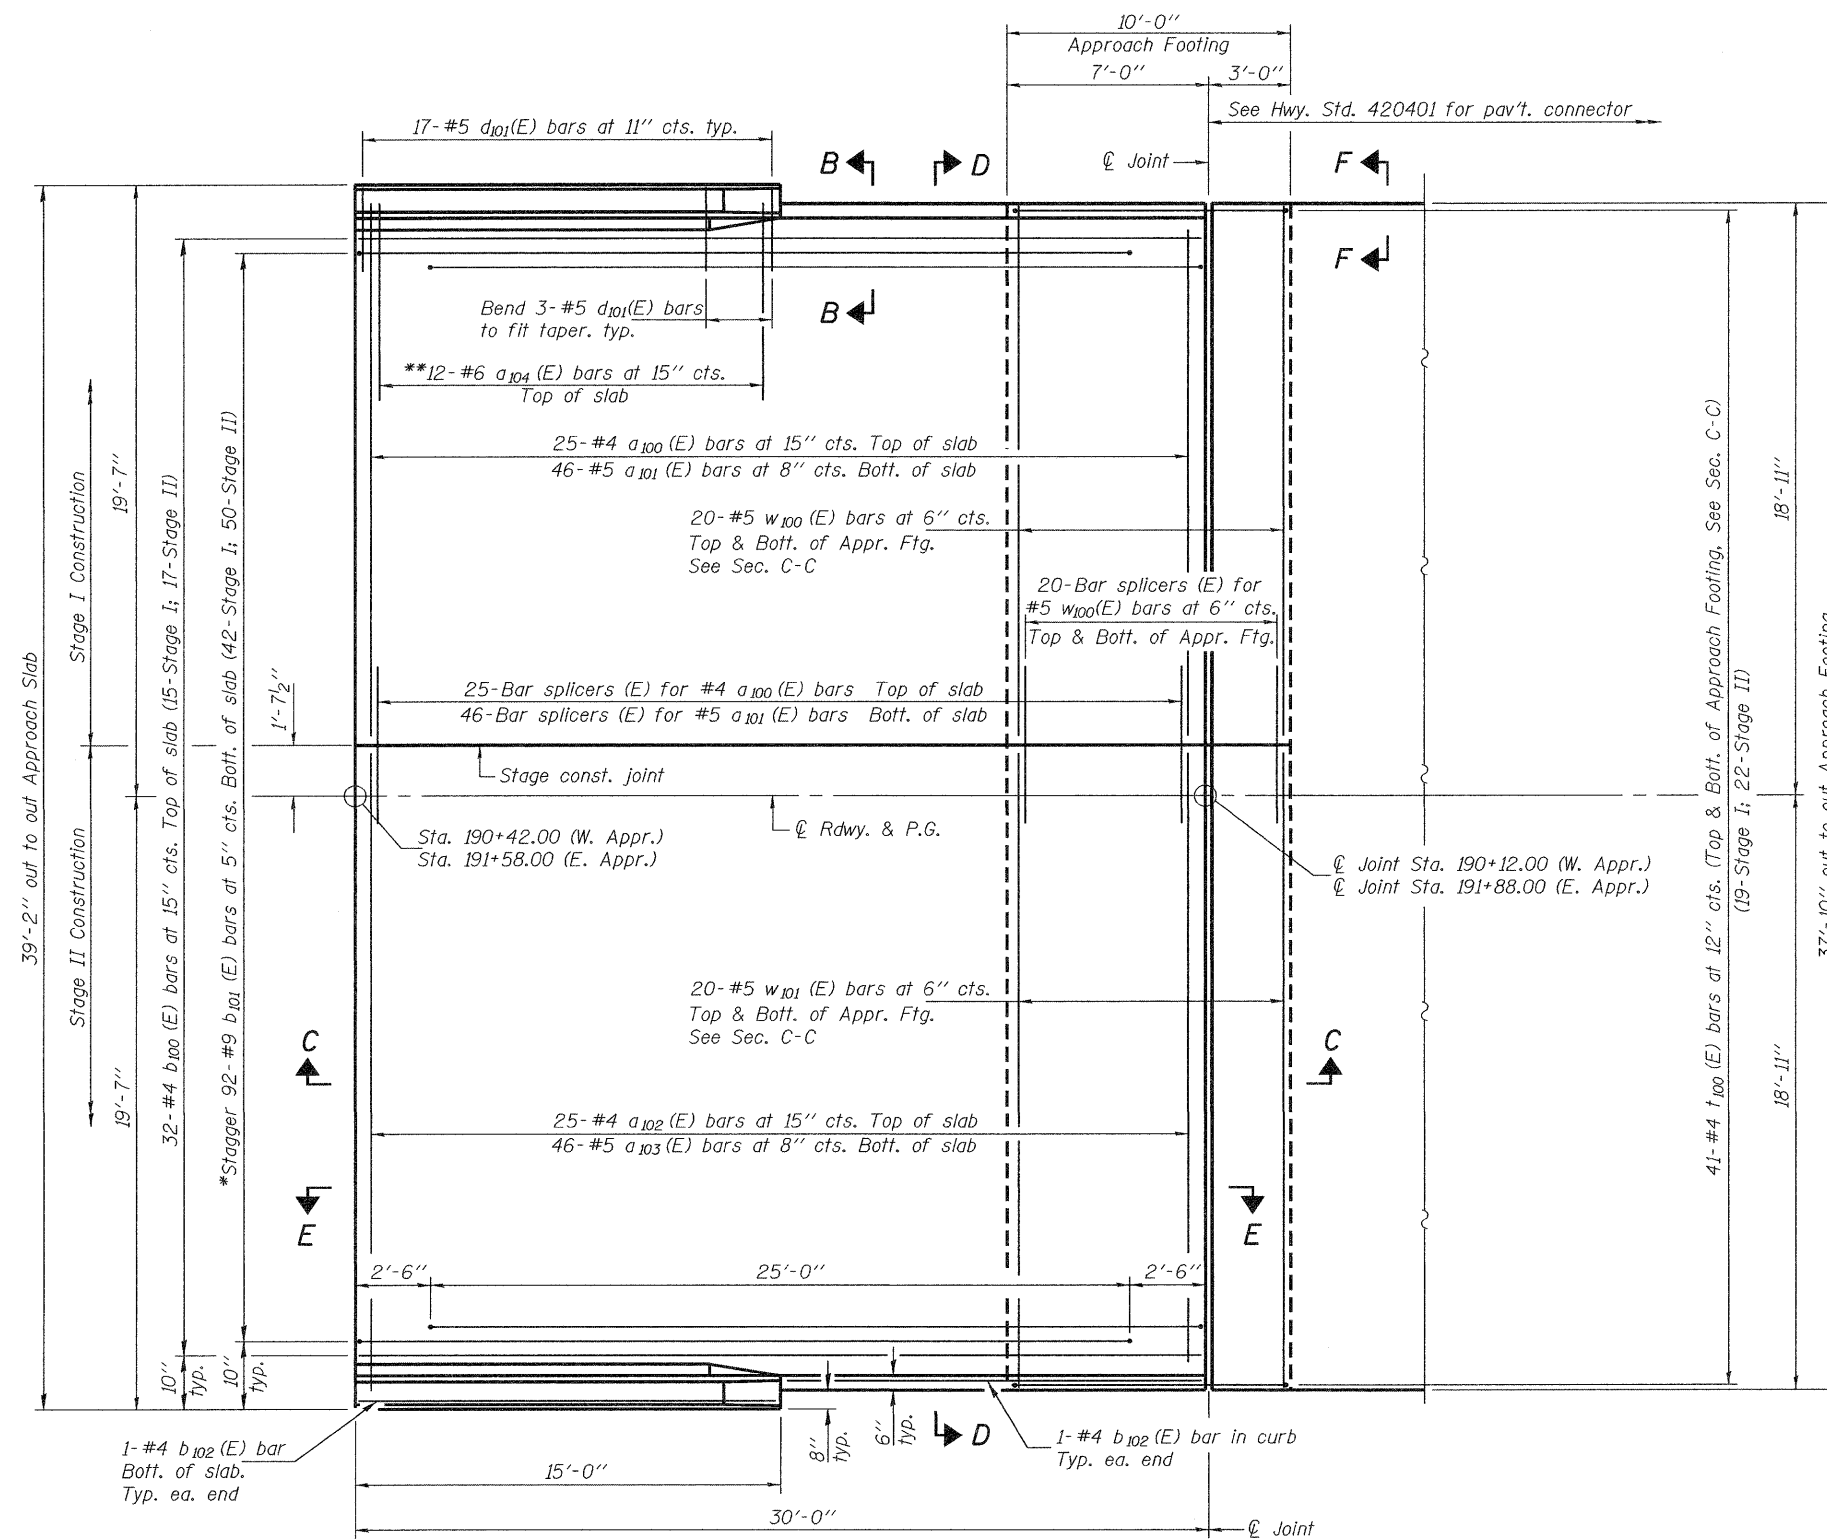 10'-0"
Approach Footing
7'-0"
3'-0"
See Hwy. Std. 420401 for pav't. connector
17-#5 d101(E) bars at 11" cts. typ.
B
D
℄ Joint
F
F
Bend 3-#5 d101(E) bars
to fit taper. typ.
B
**12-#6 a104 (E) bars at 15" cts.
Top of slab
25-#4 a100 (E) bars at 15" cts. Top of slab
46-#5 a101 (E) bars at 8" cts. Bott. of slab
20-#5 w100 (E) bars at 6" cts.
Top & Bott. of Appr. Ftg.
See Sec. C-C
20-Bar splicers (E) for
#5 w100(E) bars at 6" cts.
Top & Bott. of Appr. Ftg.
25-Bar splicers (E) for #4 a100 (E) bars Top of slab
46-Bar splicers (E) for #5 a101 (E) bars Bott. of slab
Stage const. joint
℄ Rdwy. & P.G.
Sta. 190+42.00 (W. Appr.)
Sta. 191+58.00 (E. Appr.)
℄ Joint Sta. 190+12.00 (W. Appr.)
℄ Joint Sta. 191+88.00 (E. Appr.)
39'-2" out to out Approach Slab
Stage I Construction
Stage II Construction
19'-7"
19'-7"
32-#4 b100 (E) bars at 15" cts. Top of slab (15-Stage I; 17-Stage II)
*Stagger 92-#9 b101 (E) bars at 5" cts. Bott. of slab (42-Stage I; 50-Stage II)
1'-7½"
20-#5 w101 (E) bars at 6" cts.
Top & Bott. of Appr. Ftg.
See Sec. C-C
C
C
25-#4 a102 (E) bars at 15" cts. Top of slab
46-#5 a103 (E) bars at 8" cts. Bott. of slab
E
E
2'-6"
25'-0"
2'-6"
10"
typ.
10"
typ.
1-#4 b102 (E) bar
Bott. of slab.
Typ. ea. end
15'-0"
8"
typ.
6"
typ.
D
1-#4 b102 (E) bar in curb
Typ. ea. end
30'-0"
℄ Joint
41-#4 t100 (E) bars at 12" cts. (Top & Bott. of Approach Footing, See Sec. C-C)
(19-Stage I; 22-Stage II)
18'-11"
18'-11"
37'-10" out to out Approach Footing